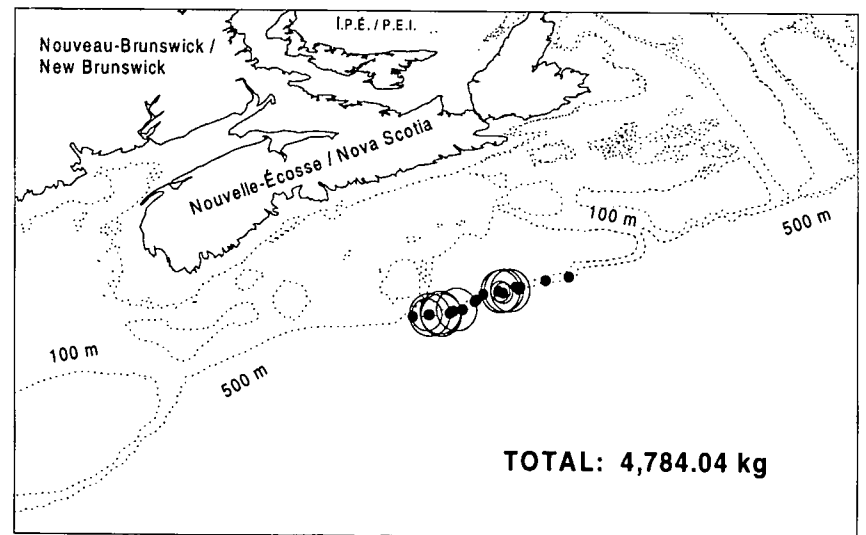 Î.P.É. / P.E.I.
Nouveau-Brunswick /
New Brunswick
Nouvelle-Écosse / Nova Scotia
100 m
500 m
100 m
500 m
TOTAL: 4,784.04 kg